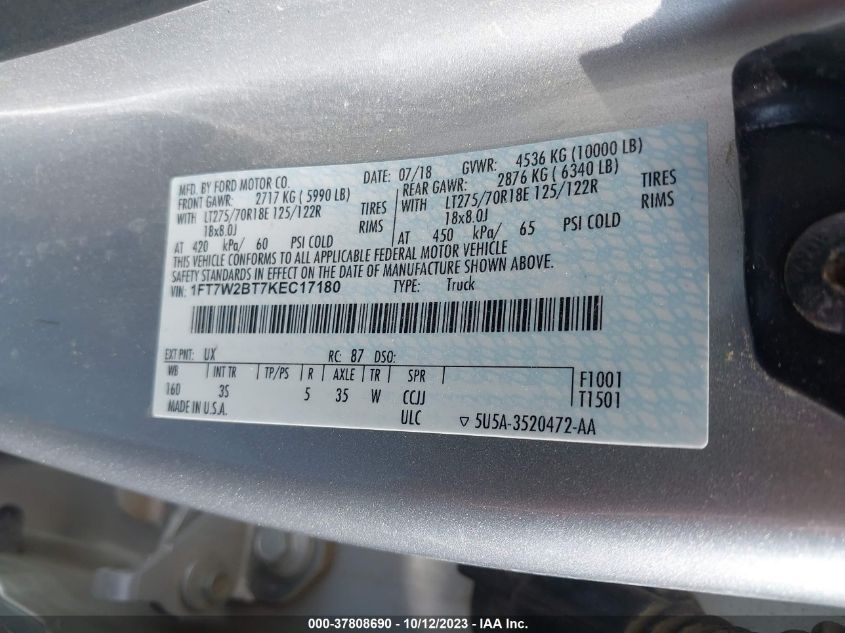 MFD. BY FORD MOTOR CO.
DATE: 07/18 GVWR: 4536 KG (10000 LB)
FRONT GAWR: 2717 KG ( 5990 LB) REAR GAWR: 2876 KG ( 6340 LB)
WITH LT275/70R18E 125/122R TIRES WITH LT275/70R18E 125/122R TIRES
18x8.0J RIMS 18x8.0J RIMS
AT 420 kPa/ 60 PSI COLD AT 450 kPa/ 65 PSI COLD
THIS VEHICLE CONFORMS TO ALL APPLICABLE FEDERAL MOTOR VEHICLE
SAFETY STANDARDS IN EFFECT ON THE DATE OF MANUFACTURE SHOWN ABOVE.
VIN: 1FT7W2BT7KEC17180 TYPE: Truck
EXT PNT: UX RC: 87 DSO:
WB INT TR TP/PS R AXLE TR SPR F1001
160 3S 5 35 W CCJJ T1501
MADE IN U.S.A. ULC ▽ 5U5A-3520472-AA
000-37808690 - 10/12/2023 - IAA Inc.